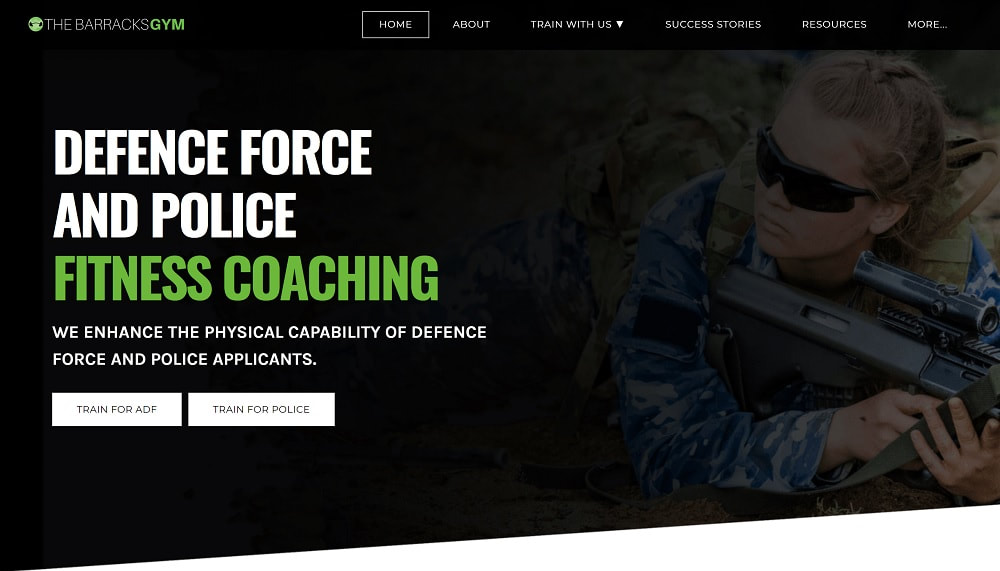 THE BARRACKSGYM
HOME ABOUT TRAIN WITH US ▼ SUCCESS STORIES RESOURCES MORE...
DEFENCE FORCE
AND POLICE
FITNESS COACHING
WE ENHANCE THE PHYSICAL CAPABILITY OF DEFENCE
FORCE AND POLICE APPLICANTS.
TRAIN FOR ADF TRAIN FOR POLICE